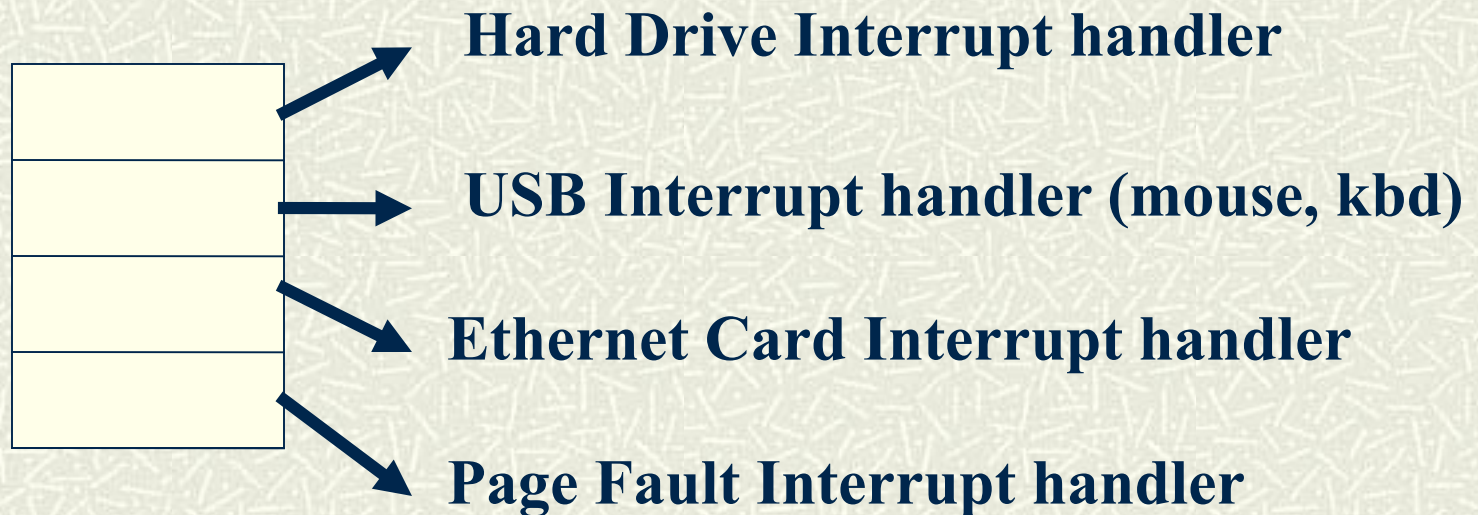 Hard Drive Interrupt handler
USB Interrupt handler (mouse, kbd)
Ethernet Card Interrupt handler
Page Fault Interrupt handler